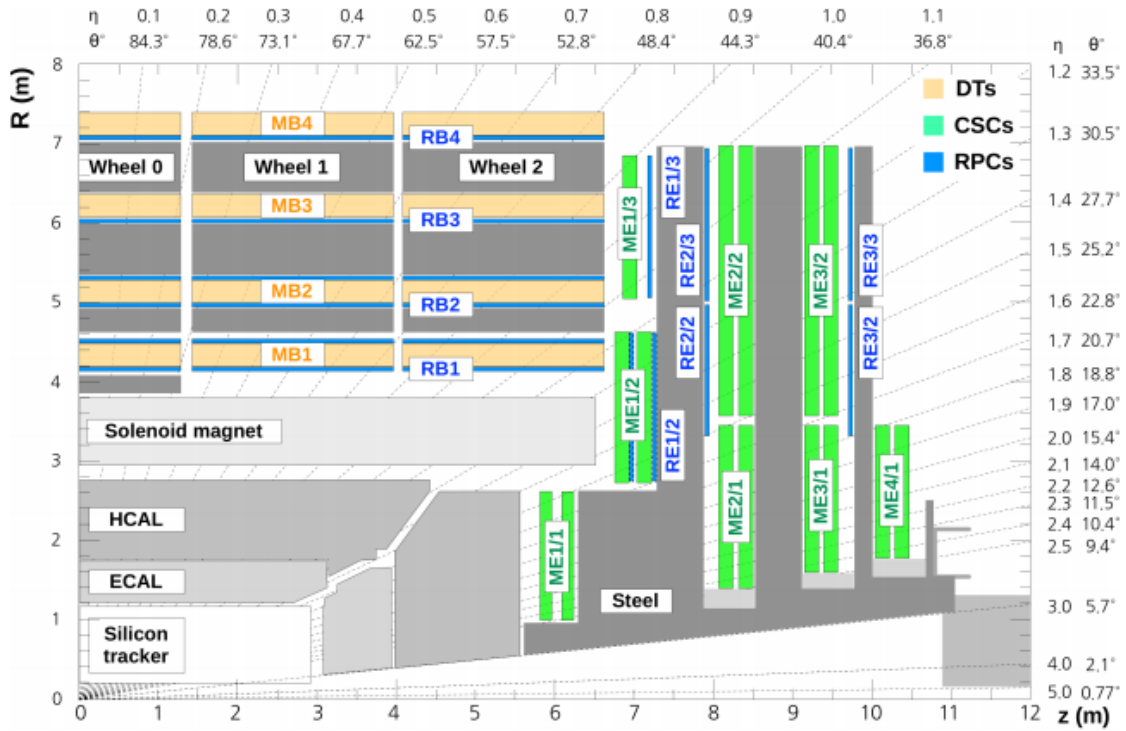 η 0.1 0.2 0.3 0.4 0.5 0.6 0.7 0.8 0.9 1.0 1.1
θ° 84.3° 78.6° 73.1° 67.7° 62.5° 57.5° 52.8° 48.4° 44.3° 40.4° 36.8° η θ°
R (m)
8
7
6
5
4
3
2
1
0
1.2 33.5°
1.3 30.5°
1.4 27.7°
1.5 25.2°
1.6 22.8°
1.7 20.7°
1.8 18.8°
1.9 17.0°
2.0 15.4°
2.1 14.0°
2.2 12.6°
2.3 11.5°
2.4 10.4°
2.5 9.4°
3.0 5.7°
4.0 2.1°
5.0 0.77°
DTs
CSCs
RPCs
MB4
RB4
Wheel 0 Wheel 1 Wheel 2
MB3
RB3
MB2
RB2
MB1
RB1
Solenoid magnet
HCAL
ECAL
Silicon
tracker
Steel
ME1/1
ME1/2
ME1/3
RE1/3
RE1/2
RE2/3
RE2/2
ME2/2
ME2/1
ME3/2
ME3/1
RE3/3
RE3/2
ME4/1
0 1 2 3 4 5 6 7 8 9 10 11 12 z (m)